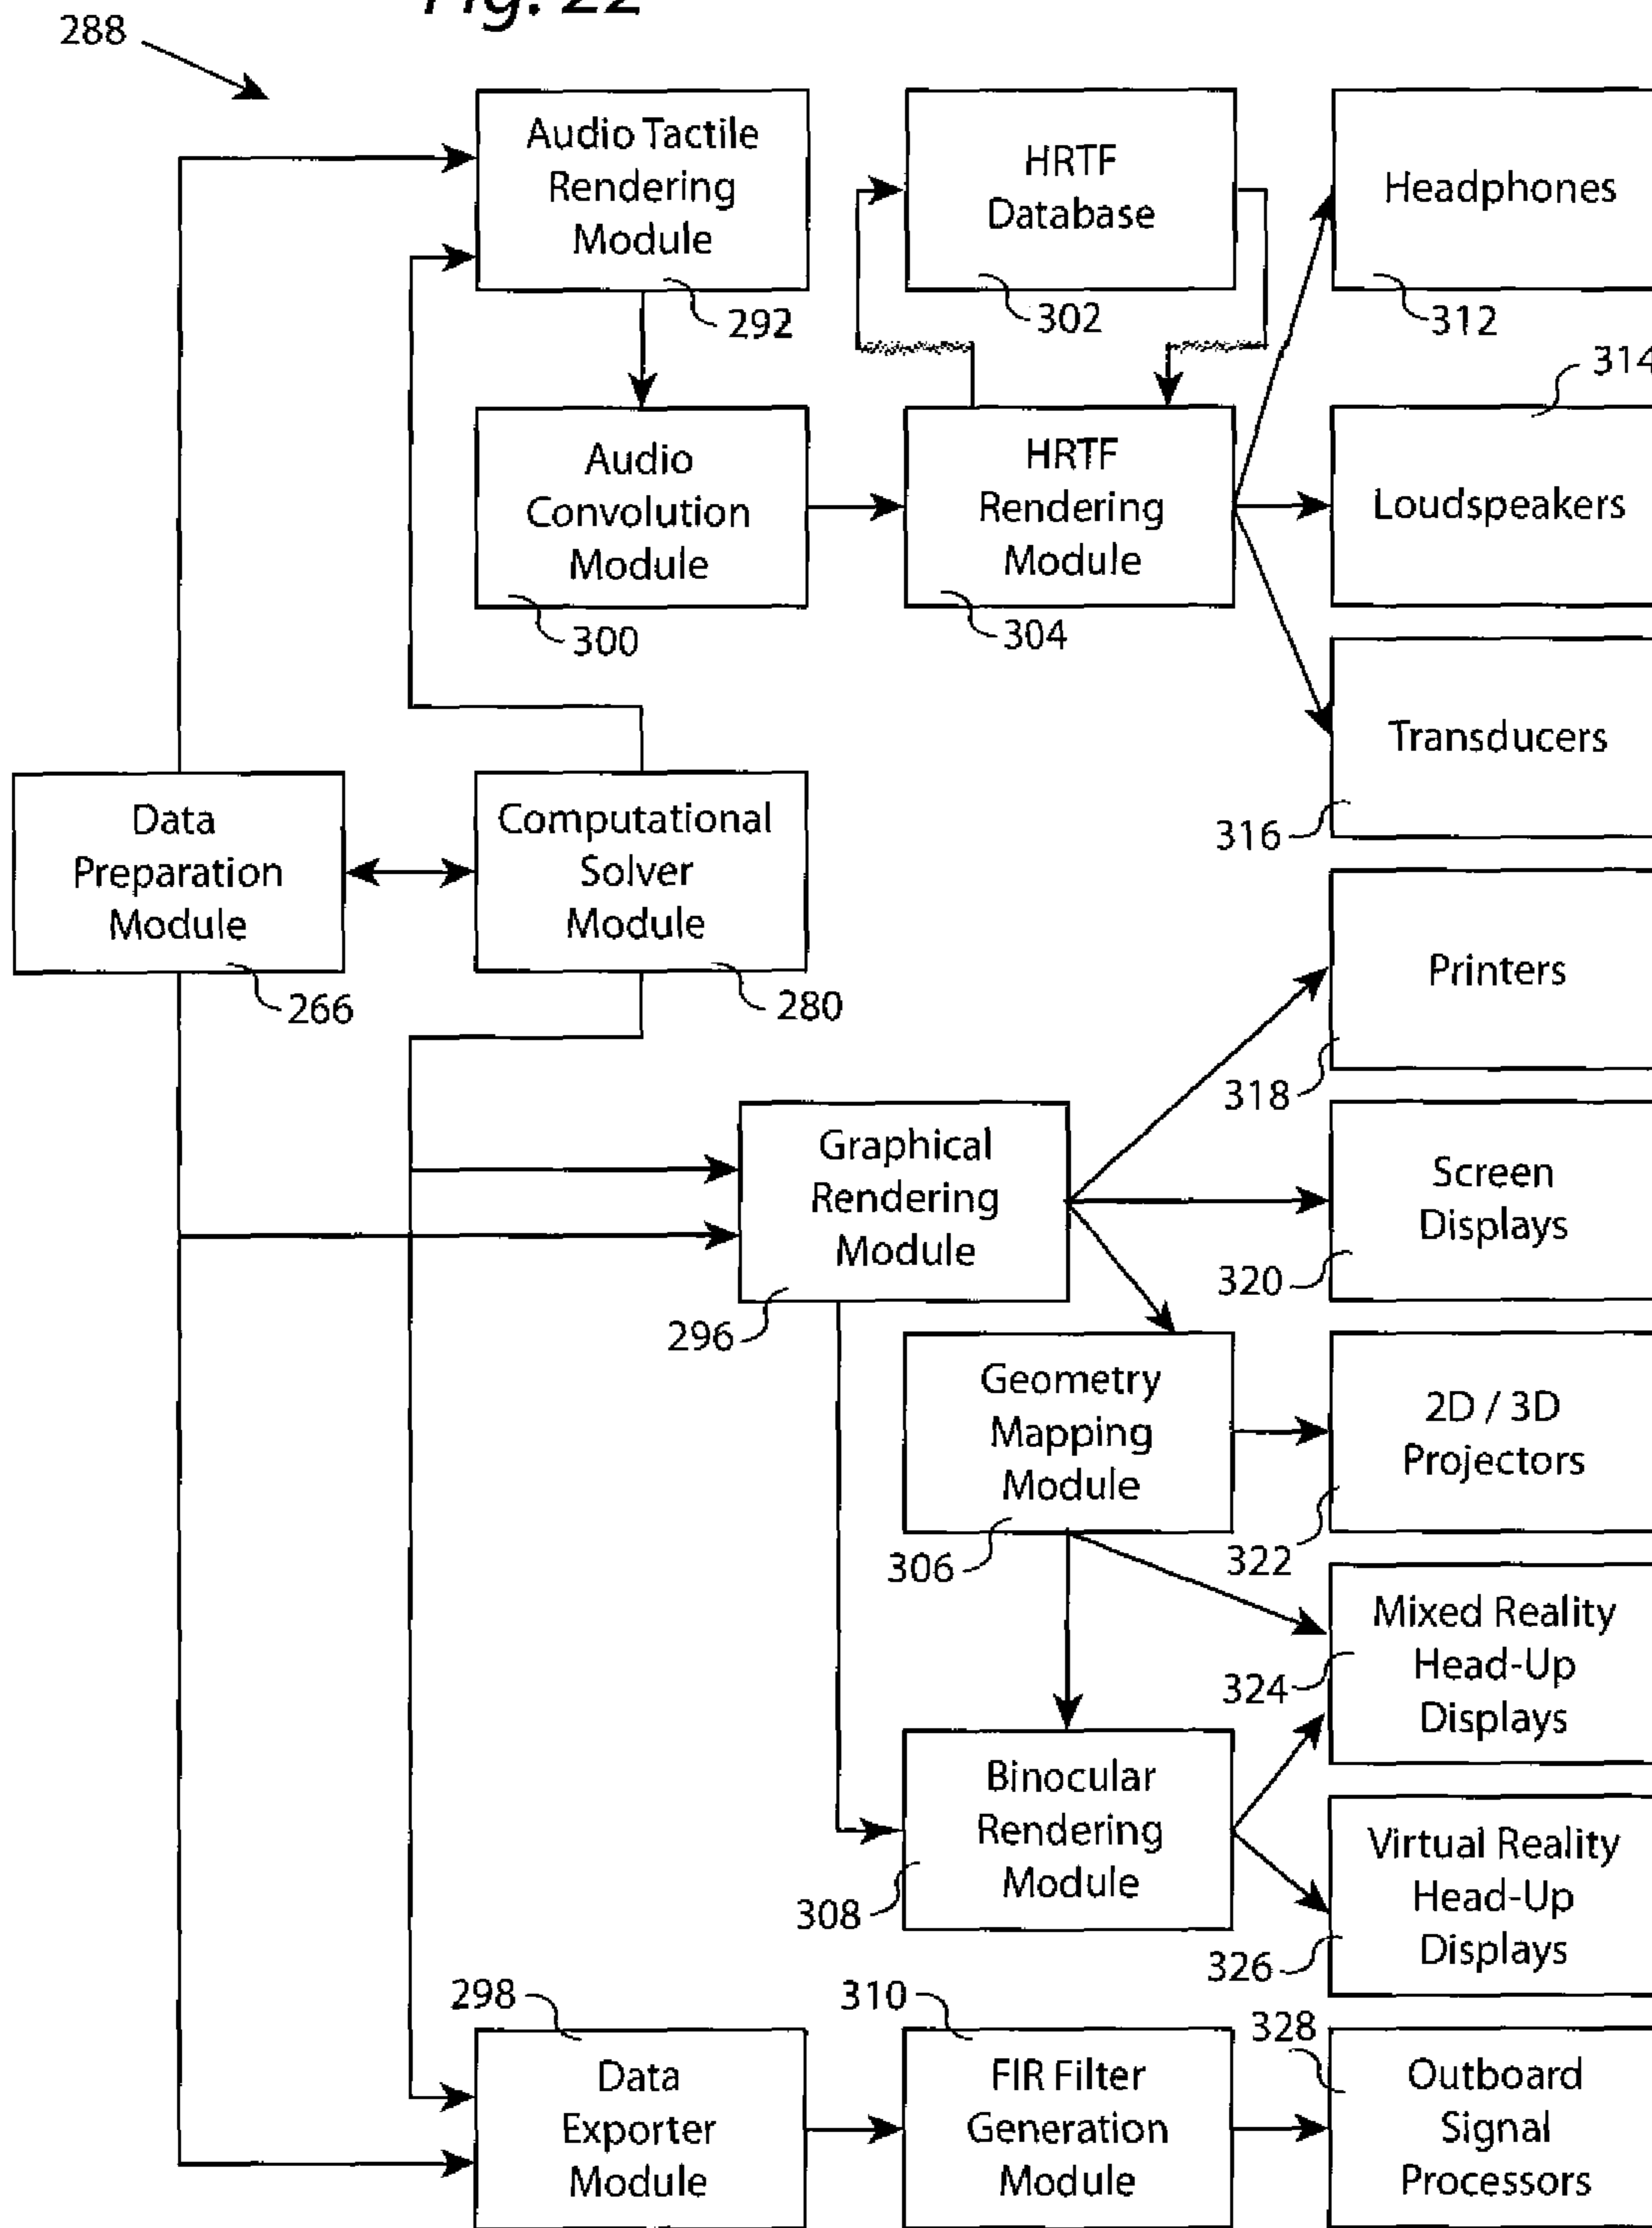 Fig. 22
288
Audio Tactile
Rendering
Module
292
HRTF
Database
302
Headphones
312
314
Audio
Convolution
Module
300
HRTF
Rendering
Module
304
Loudspeakers
Transducers
316
Data
Preparation
Module
266
Computational
Solver
Module
280
Printers
318
Graphical
Rendering
Module
296
Screen
Displays
320
Geometry
Mapping
Module
306
2D / 3D
Projectors
322
Mixed Reality
Head-Up
Displays
324
Binocular
Rendering
Module
308
Virtual Reality
Head-Up
Displays
326
298
Data
Exporter
Module
310
FIR Filter
Generation
Module
328
Outboard
Signal
Processors